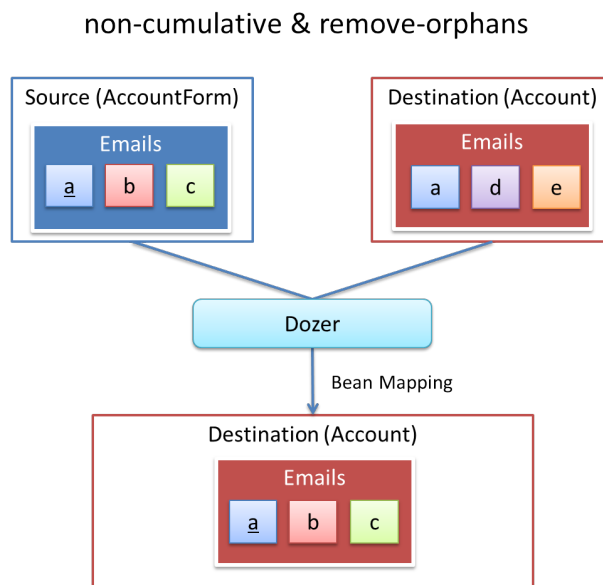 non-cumulative & remove-orphans
Source (AccountForm)
Emails
a b c
Destination (Account)
Emails
a d e
Dozer
Bean Mapping
Destination (Account)
Emails
a b c